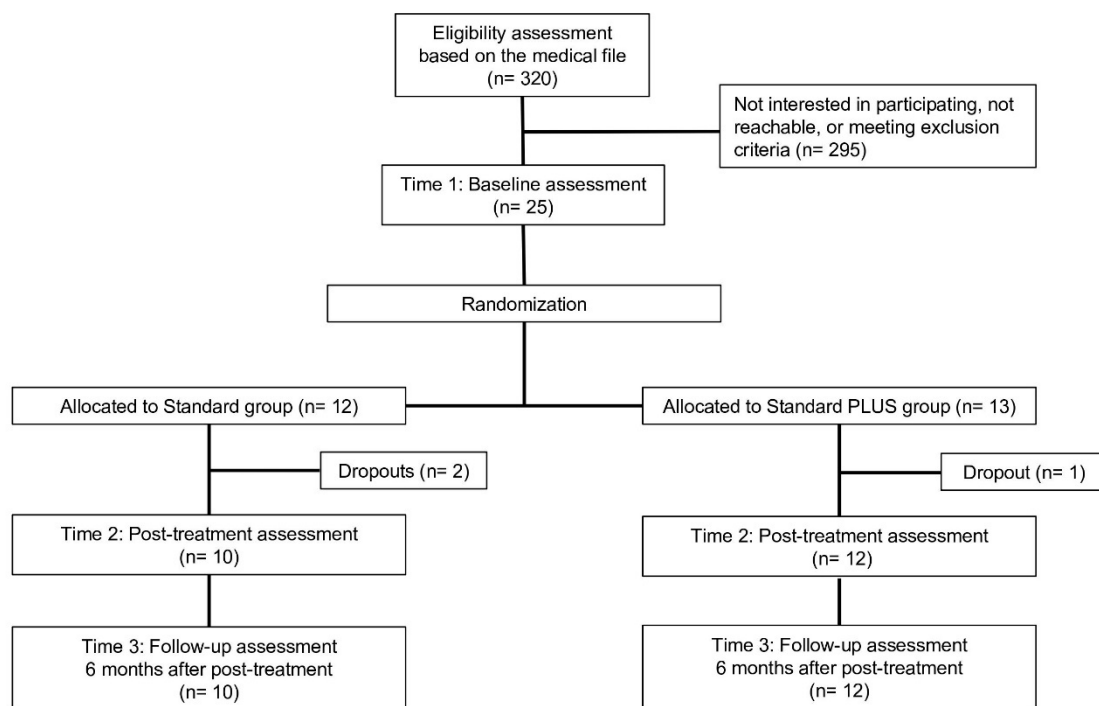 Eligibility assessment
based on the medical file
(n= 320)
Not interested in participating, not
reachable, or meeting exclusion
criteria (n= 295)
Time 1: Baseline assessment
(n= 25)
Randomization
Allocated to Standard group (n= 12)
Allocated to Standard PLUS group (n= 13)
Dropouts (n= 2)
Dropout (n= 1)
Time 2: Post-treatment assessment
(n= 10)
Time 2: Post-treatment assessment
(n= 12)
Time 3: Follow-up assessment
6 months after post-treatment
(n= 10)
Time 3: Follow-up assessment
6 months after post-treatment
(n= 12)